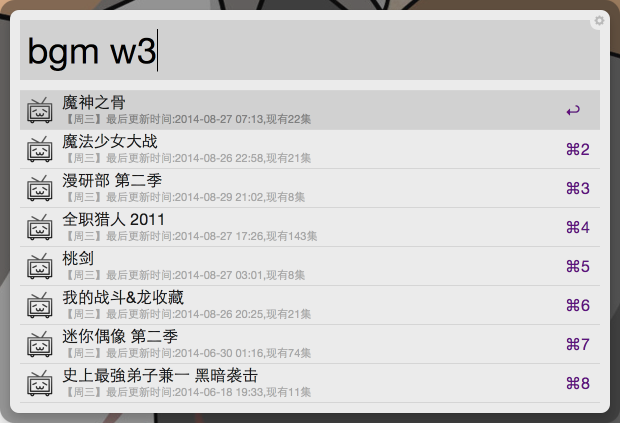 bgm w3
魔神之骨
【周三】最后更新时间:2014-08-27 07:13,现有22集
↩
魔法少女大战
【周三】最后更新时间:2014-08-26 22:58,现有21集
⌘2
漫研部 第二季
【周三】最后更新时间:2014-08-29 21:02,现有8集
⌘3
全职猎人 2011
【周三】最后更新时间:2014-08-27 17:26,现有143集
⌘4
桃剑
【周三】最后更新时间:2014-08-27 03:01,现有8集
⌘5
我的战斗&龙收藏
【周三】最后更新时间:2014-08-26 20:25,现有21集
⌘6
迷你偶像 第二季
【周三】最后更新时间:2014-06-30 01:16,现有74集
⌘7
史上最強弟子兼一 黑暗袭击
【周三】最后更新时间:2014-06-18 19:33,现有11集
⌘8